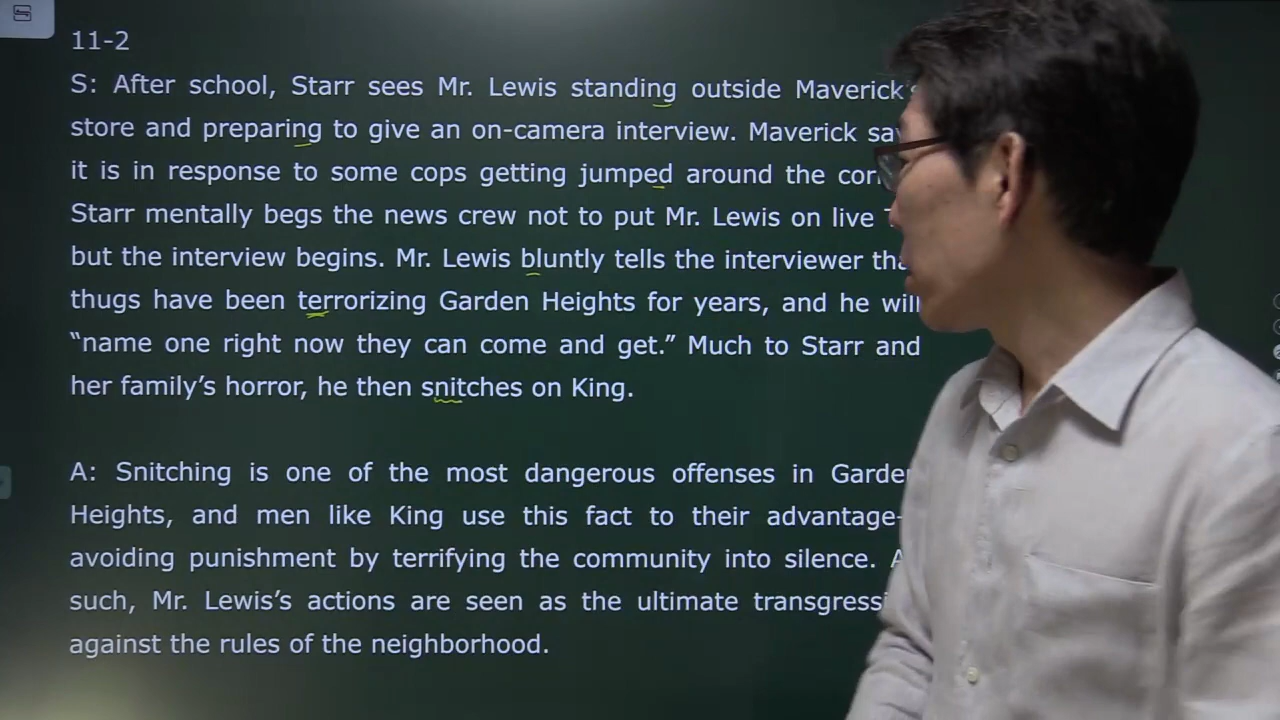 11-2
S: After school, Starr sees Mr. Lewis standing outside Maverick's
store and preparing to give an on-camera interview. Maverick
it is in response to some cops getting jumped around the
Starr mentally begs the news crew not to put Mr. Lewis on live
but the interview begins. Mr. Lewis bluntly tells the interviewer
thugs have been terrorizing Garden Heights for years, and he will
“name one right now they can come and get.” Much to Starr and
her family’s horror, he then snitches on King.
A: Snitching is one of the most dangerous offenses in Garden
Heights, and men like King use this fact to their advantage-
avoiding punishment by terrifying the community into silence.
such, Mr. Lewis’s actions are seen as the ultimate
against the rules of the neighborhood.